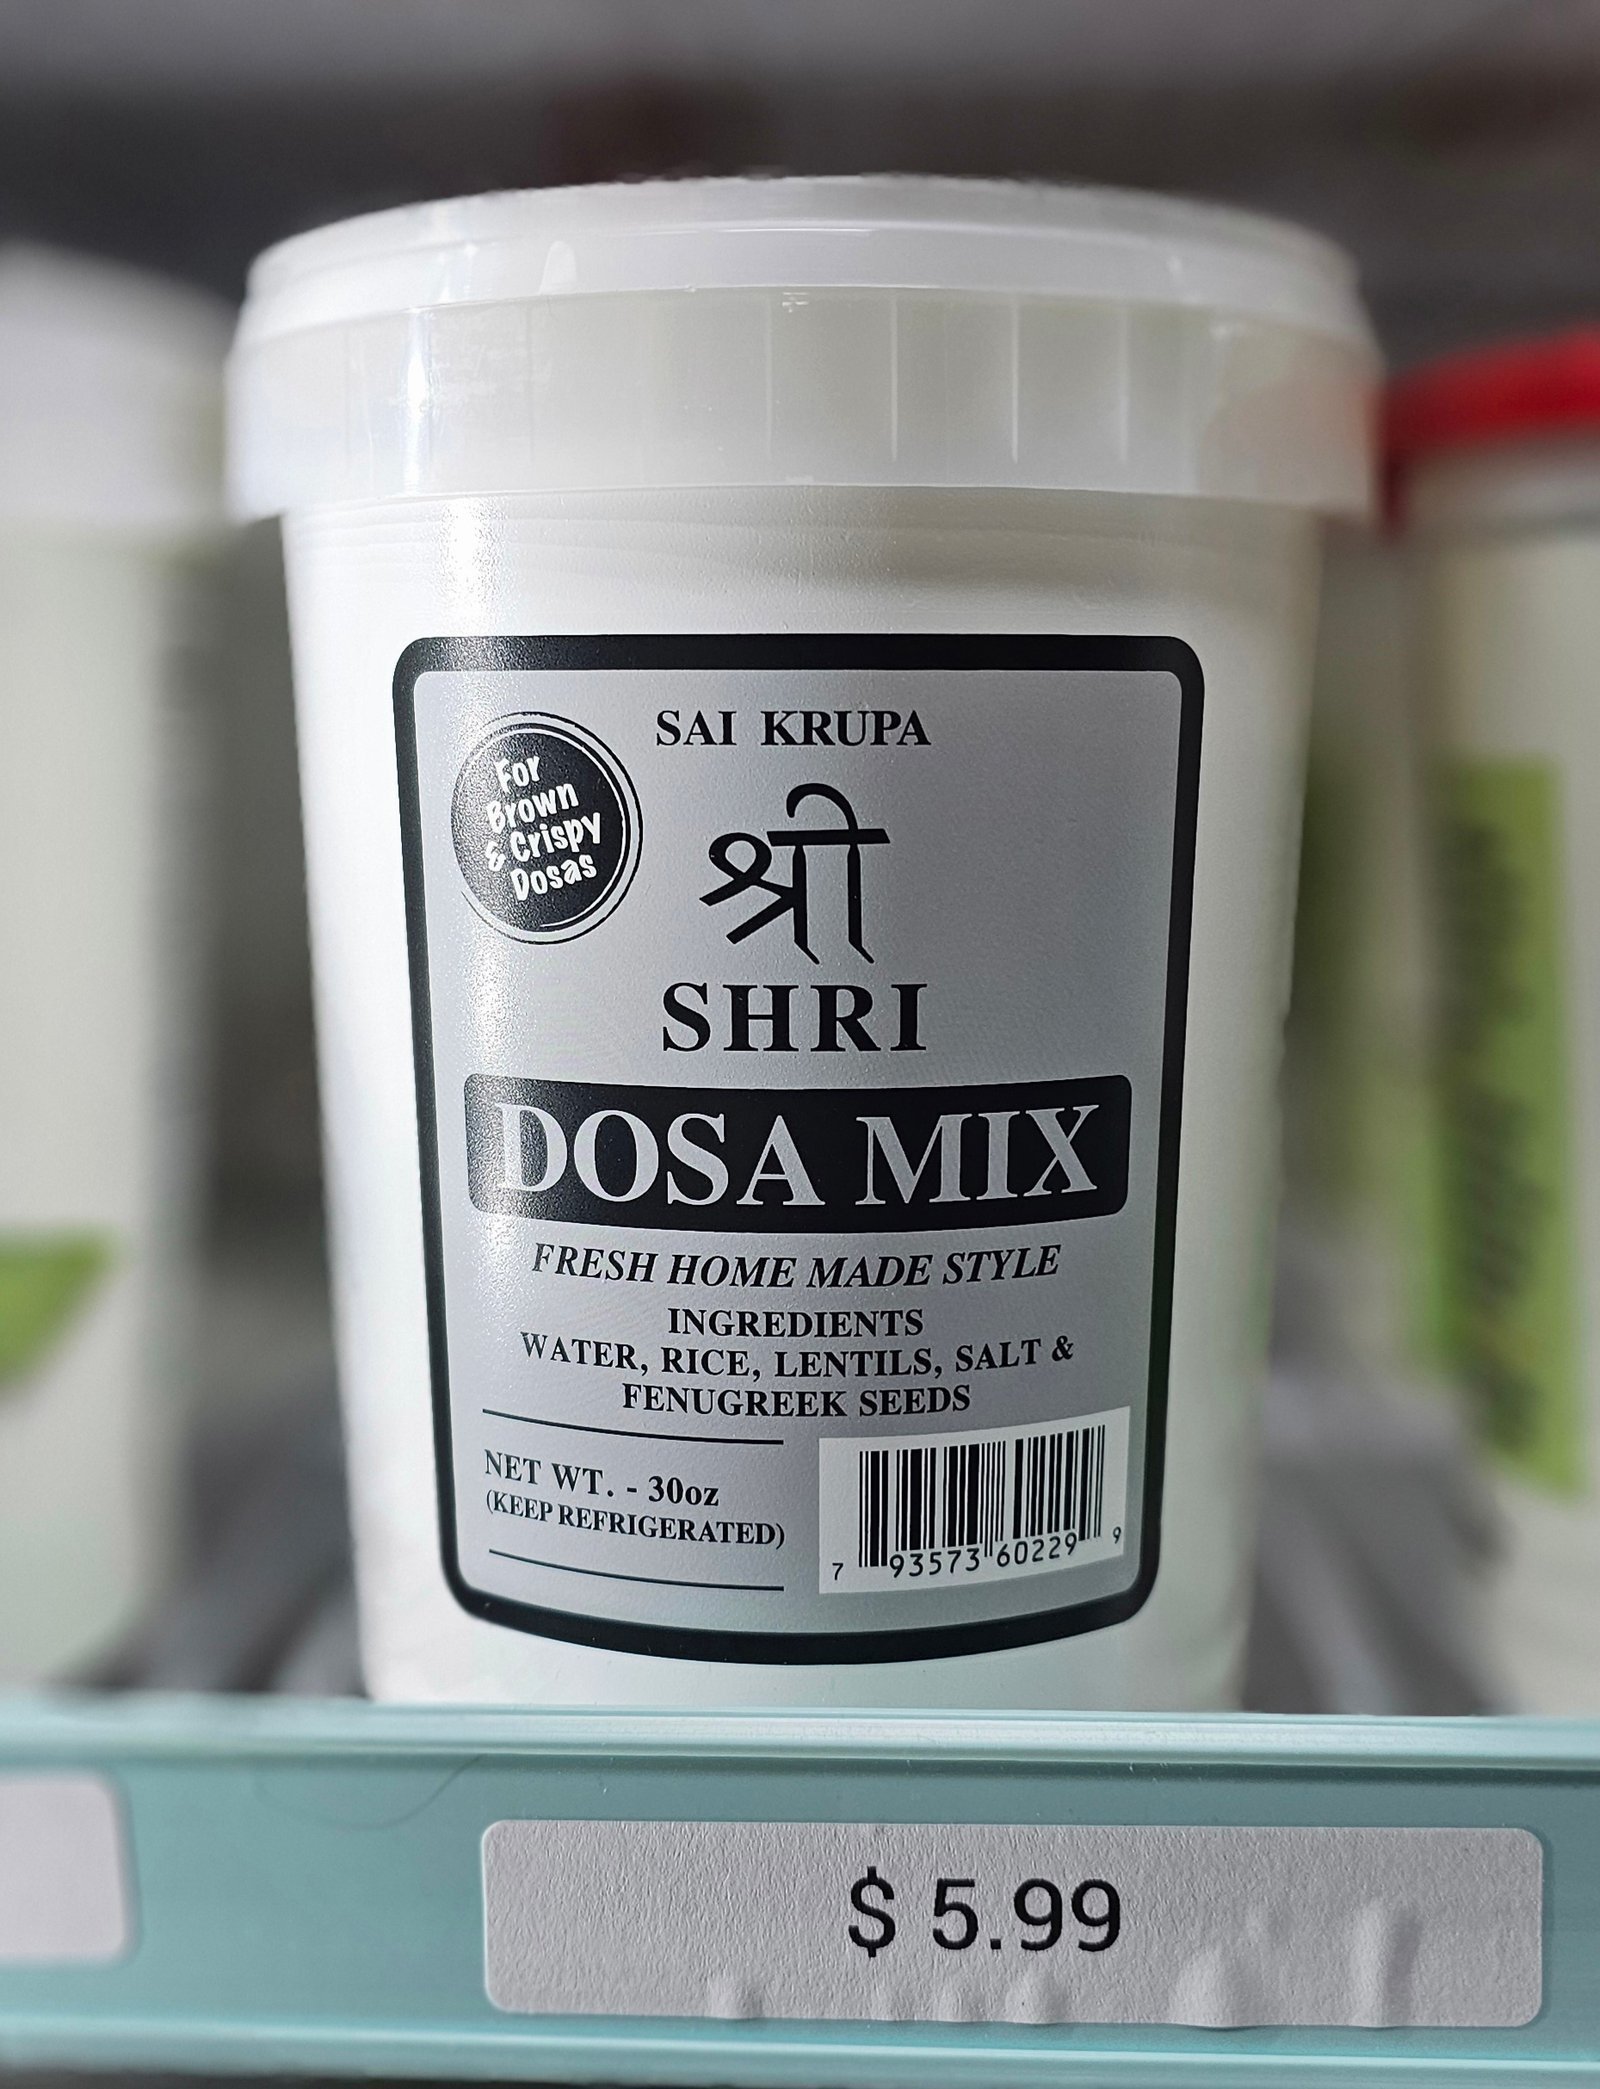 SAI KRUPA
For
Brown
& Crispy
Dosas
श्री
SHRI
DOSA MIX
FRESH HOME MADE STYLE
INGREDIENTS
WATER, RICE, LENTILS, SALT &
FENUGREEK SEEDS
NET WT. - 30oz
(KEEP REFRIGERATED)
7 93573 60229 9
$ 5.99